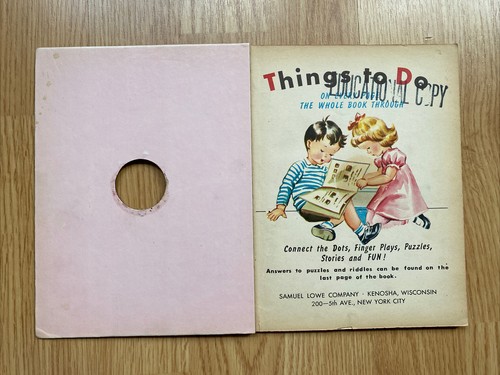 Things to Do
EDUCATIONAL COPY
ON EVERY PAGE
THE WHOLE BOOK THROUGH
Connect the Dots, Finger Plays, Puzzles,
Stories and FUN!
Answers to puzzles and riddles can be found on the
last page of the book.
SAMUEL LOWE COMPANY · KENOSHA, WISCONSIN
200—5th AVE., NEW YORK CITY